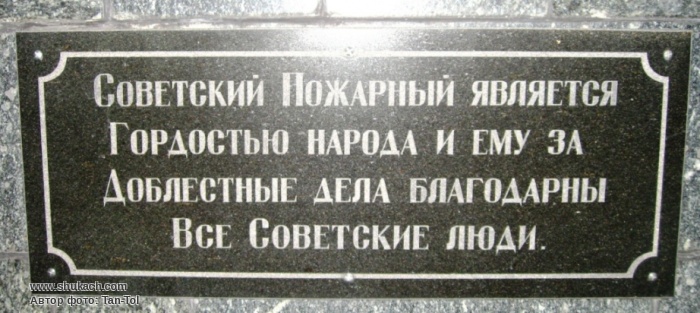 Советский Пожарный является
Гордостью народа и ему за
Доблестные дела благодарны
Все Советские люди.
www.shukach.com
Автор фото: Tan-Tol